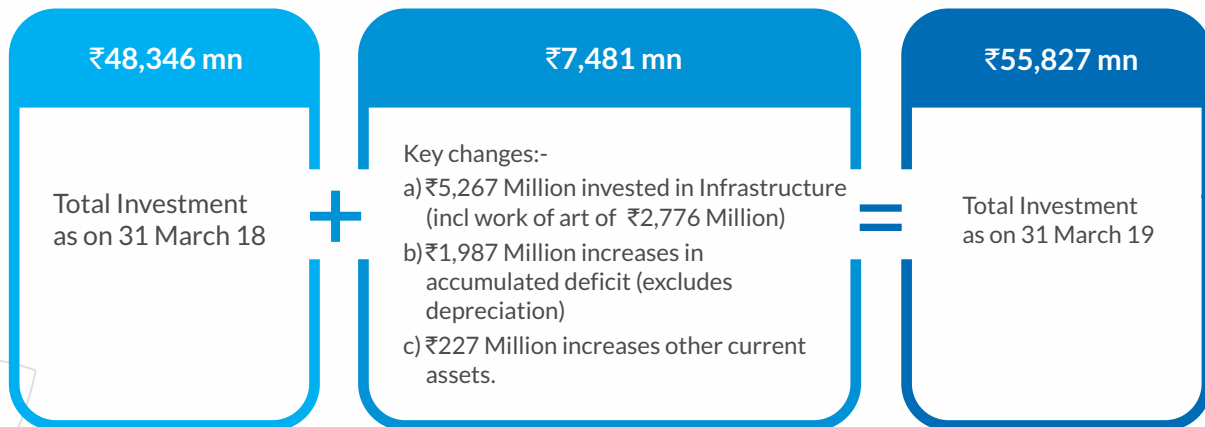 ₹48,346 mn
Total Investment
as on 31 March 18
+
₹7,481 mn
Key changes:-
a) ₹5,267 Million invested in Infrastructure
(incl work of art of ₹2,776 Million)
b) ₹1,987 Million increases in
accumulated deficit (excludes
depreciation)
c) ₹227 Million increases other current
assets.
=
₹55,827 mn
Total Investment
as on 31 March 19